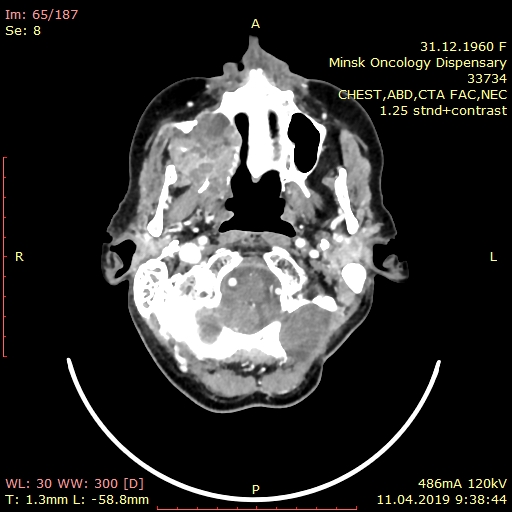 Im: 65/187
Se: 8
A
31.12.1960 F
Minsk Oncology Dispensary
33734
CHEST,ABD,CTA FAC,NEC
1.25 stnd+contrast
R
L
WL: 30 WW: 300 [D]
T: 1.3mm L: -58.8mm
P
486mA 120kV
11.04.2019 9:38:44